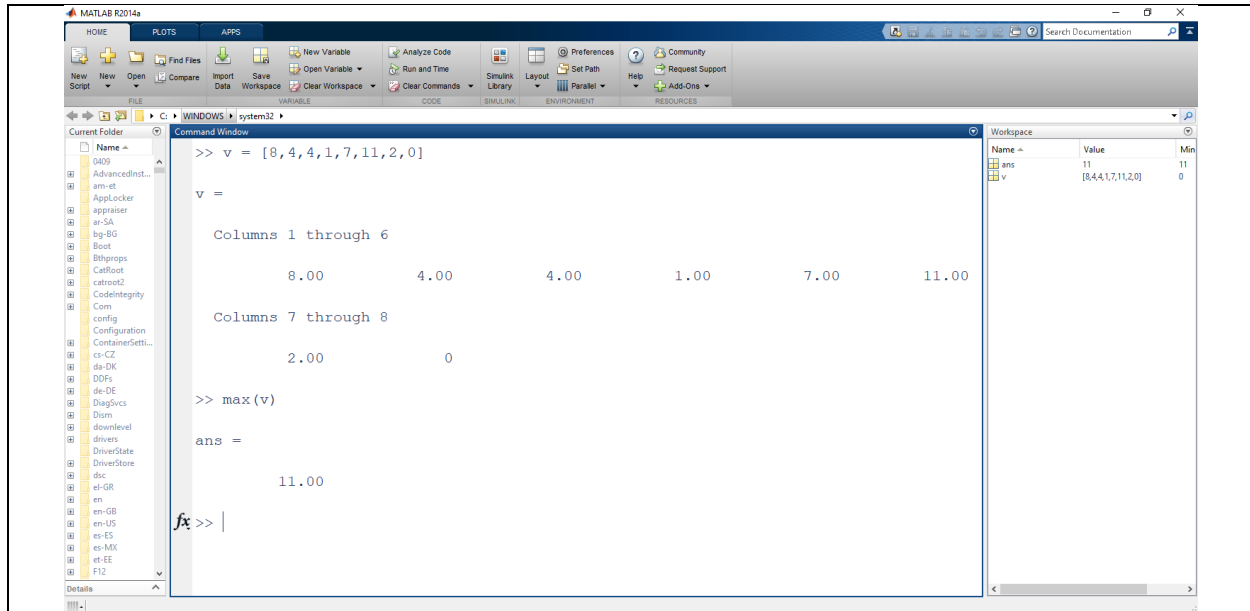 MATLAB R2014a
HOME PLOTS APPS
Search Documentation
New Script
New
Open
Find Files
Compare
Import Data
Save Workspace
New Variable
Open Variable
Clear Workspace
Analyze Code
Run and Time
Clear Commands
Simulink Library
Layout
Preferences
Set Path
Parallel
Help
Community
Request Support
Add-Ons
FILE VARIABLE CODE SIMULINK ENVIRONMENT RESOURCES
C: WINDOWS system32
Current Folder
Name
0409
AdvancedInst...
am-et
AppLocker
appraiser
ar-SA
bg-BG
Boot
Bthprops
CatRoot
catroot2
CodeIntegrity
Com
config
Configuration
ContainerSetti...
cs-CZ
da-DK
DDFs
de-DE
DiagSvcs
Dism
downlevel
drivers
DriverState
DriverStore
dsc
el-GR
en
en-GB
en-US
es-ES
es-MX
et-EE
F12
Details
Command Window
>> v = [8,4,4,1,7,11,2,0]
v =
Columns 1 through 6
8.00 4.00 4.00 1.00 7.00 11.00
Columns 7 through 8
2.00 0
>> max(v)
ans =
11.00
fx >>
Workspace
Name Value Min
ans 11 11
v [8,4,4,1,7,11,2,0] 0